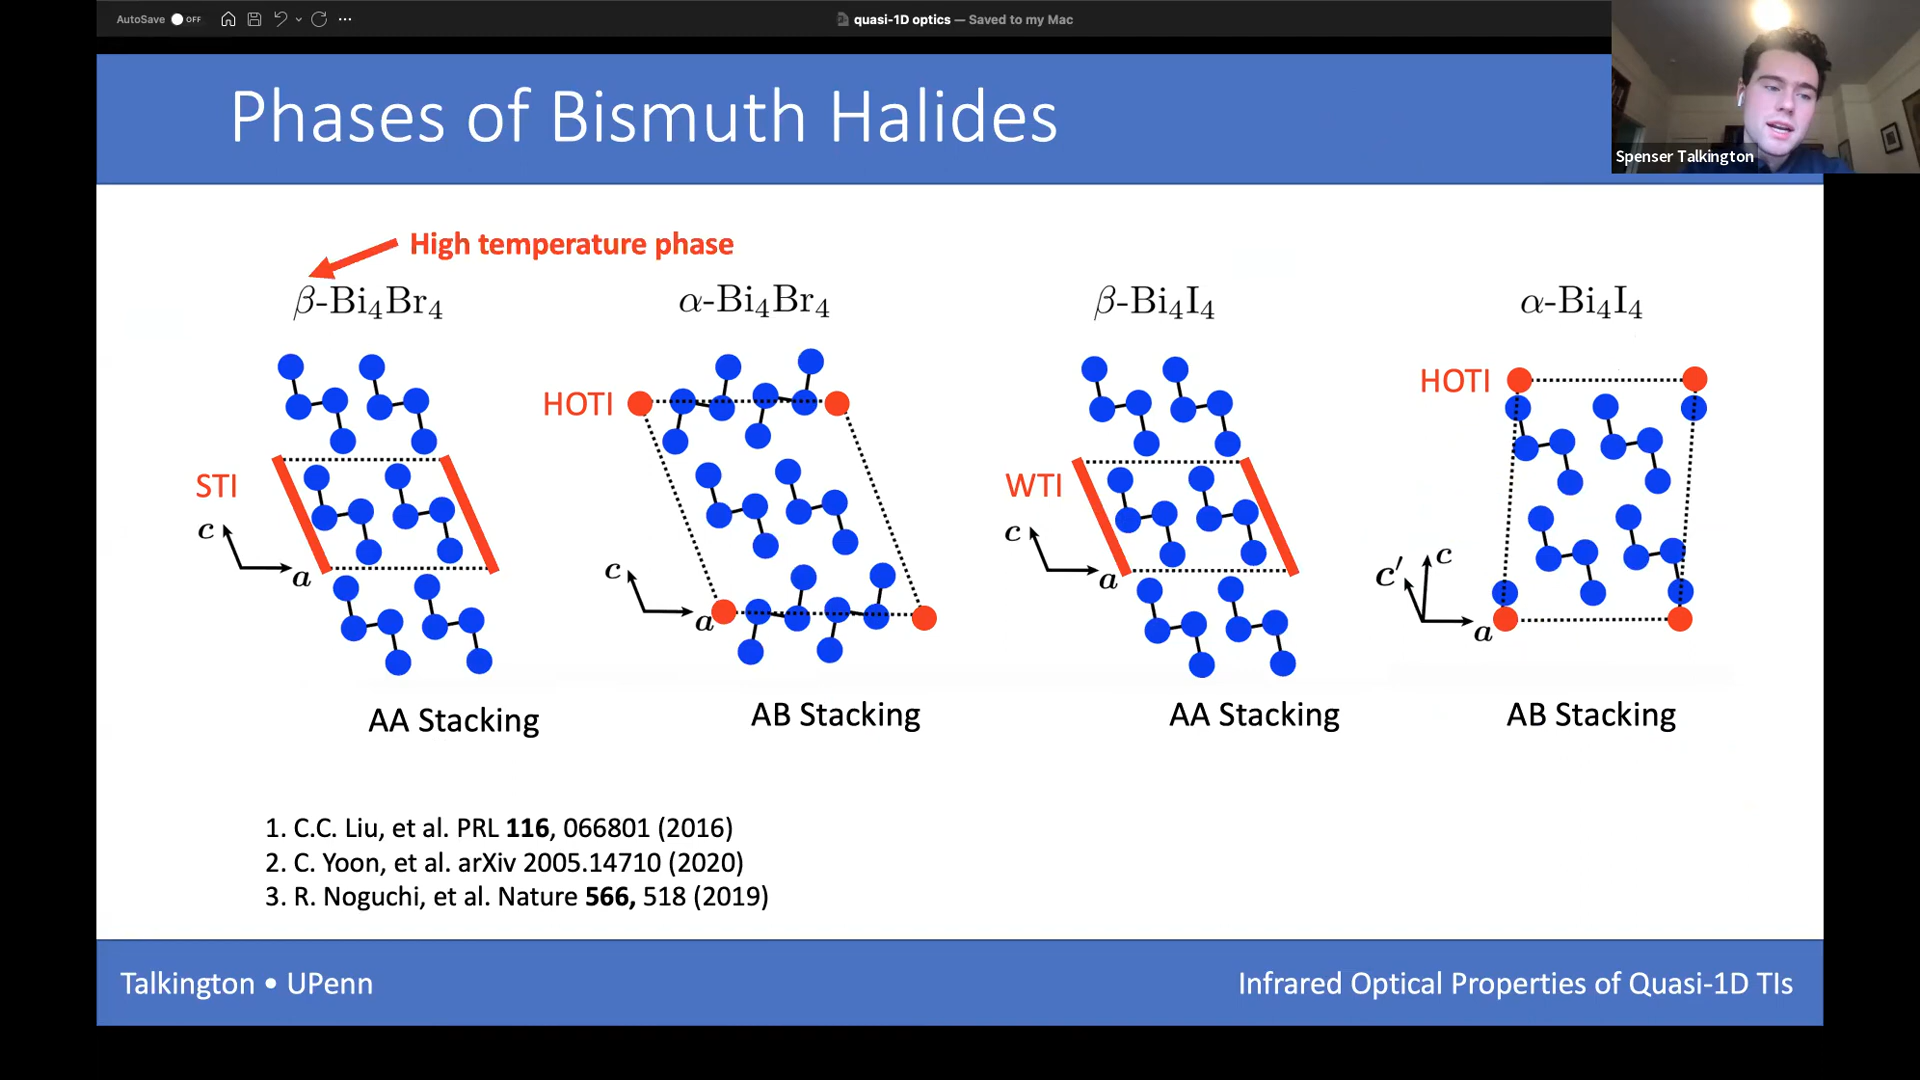 AutoSave OFF
quasi-1D optics — Saved to my Mac
Spenser Talkington
Phases of Bismuth Halides
High temperature phase
β-Bi₄Br₄
α-Bi₄Br₄
β-Bi₄I₄
α-Bi₄I₄
HOTI
HOTI
STI
WTI
c
a
c
a
c
a
c′ c
a
AA Stacking
AB Stacking
AA Stacking
AB Stacking
1. C.C. Liu, et al. PRL 116, 066801 (2016)
2. C. Yoon, et al. arXiv 2005.14710 (2020)
3. R. Noguchi, et al. Nature 566, 518 (2019)
Talkington • UPenn
Infrared Optical Properties of Quasi-1D TIs